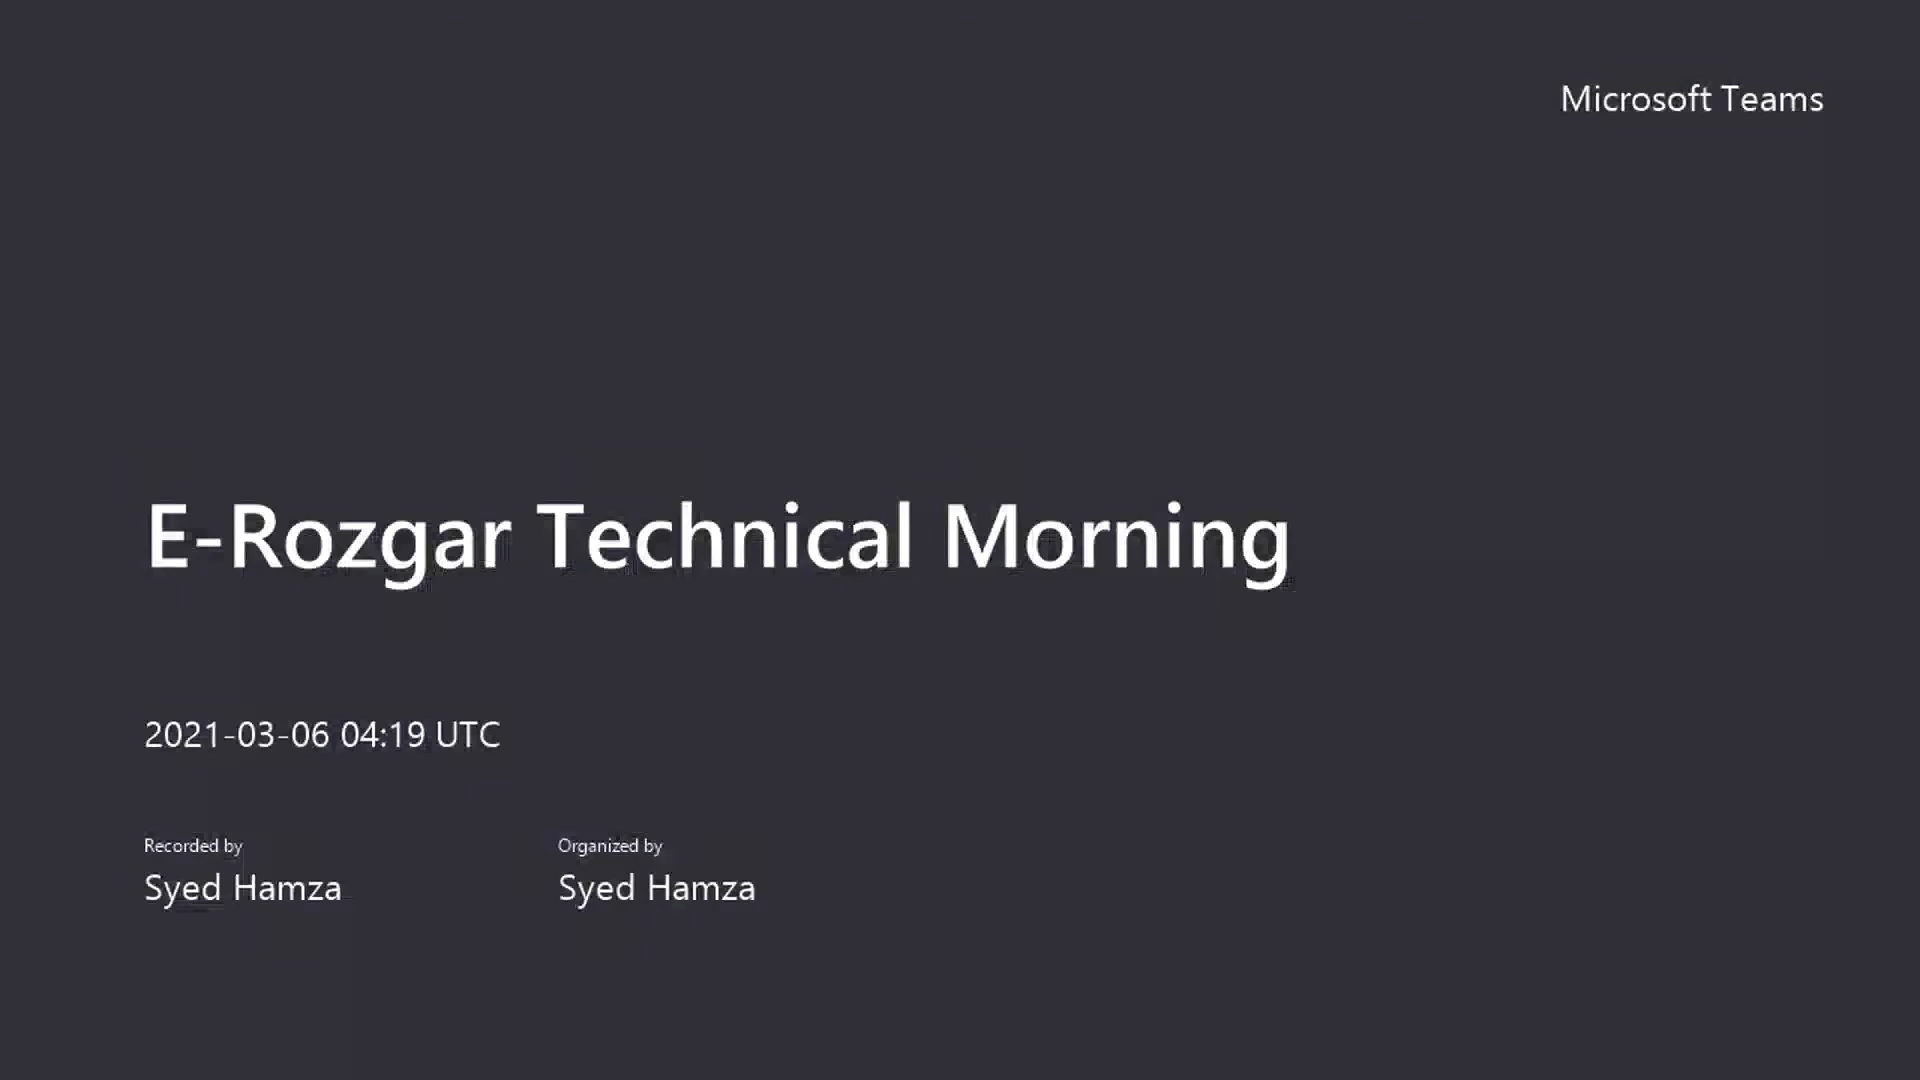 Microsoft Teams
E-Rozgar Technical Morning
2021-03-06 04:19 UTC
Recorded by
Syed Hamza
Organized by
Syed Hamza